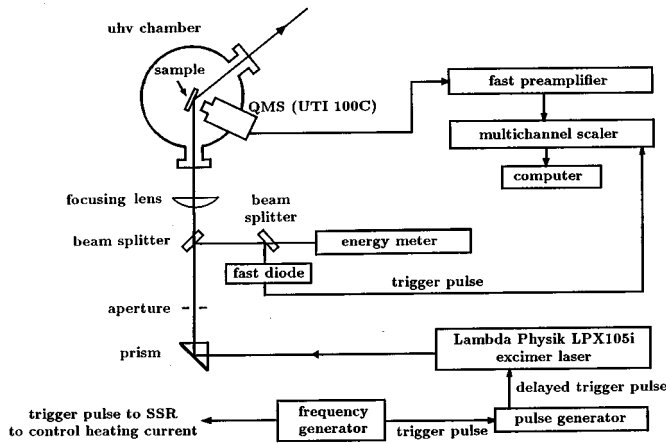 uhv chamber
sample
QMS (UTI 100C)
fast preamplifier
multichannel scaler
computer
focusing lens
beam
splitter
beam splitter
energy meter
fast diode
trigger pulse
aperture
prism
Lambda Physik LPX105i
excimer laser
delayed trigger pulse
trigger pulse to SSR
to control heating current
frequency
generator
trigger pulse
pulse generator